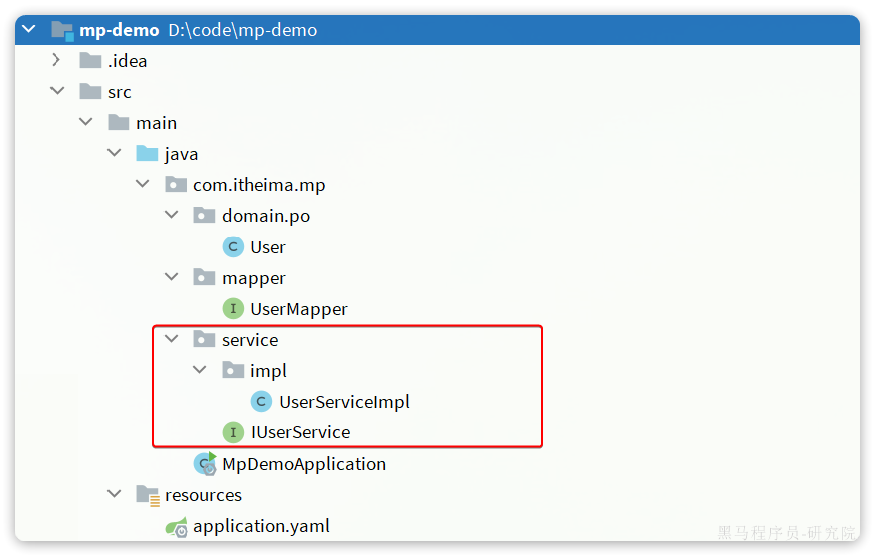 mp-demo D:\code\mp-demo
.idea
src
main
java
com.itheima.mp
domain.po
C User
mapper
I UserMapper
service
impl
C UserServiceImpl
I IUserService
C MpDemoApplication
resources
application.yaml
黑马程序员-研究院